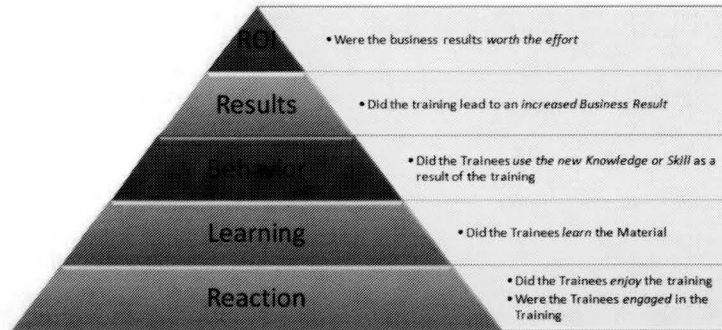 ROI
• Were the business results worth the effort
Results
• Did the training lead to an increased Business Result
Behavior
• Did the Trainees use the new Knowledge or Skill as a
result of the training
Learning
• Did the Trainees learn the Material
Reaction
• Did the Trainees enjoy the training
• Were the Trainees engaged in the
Training